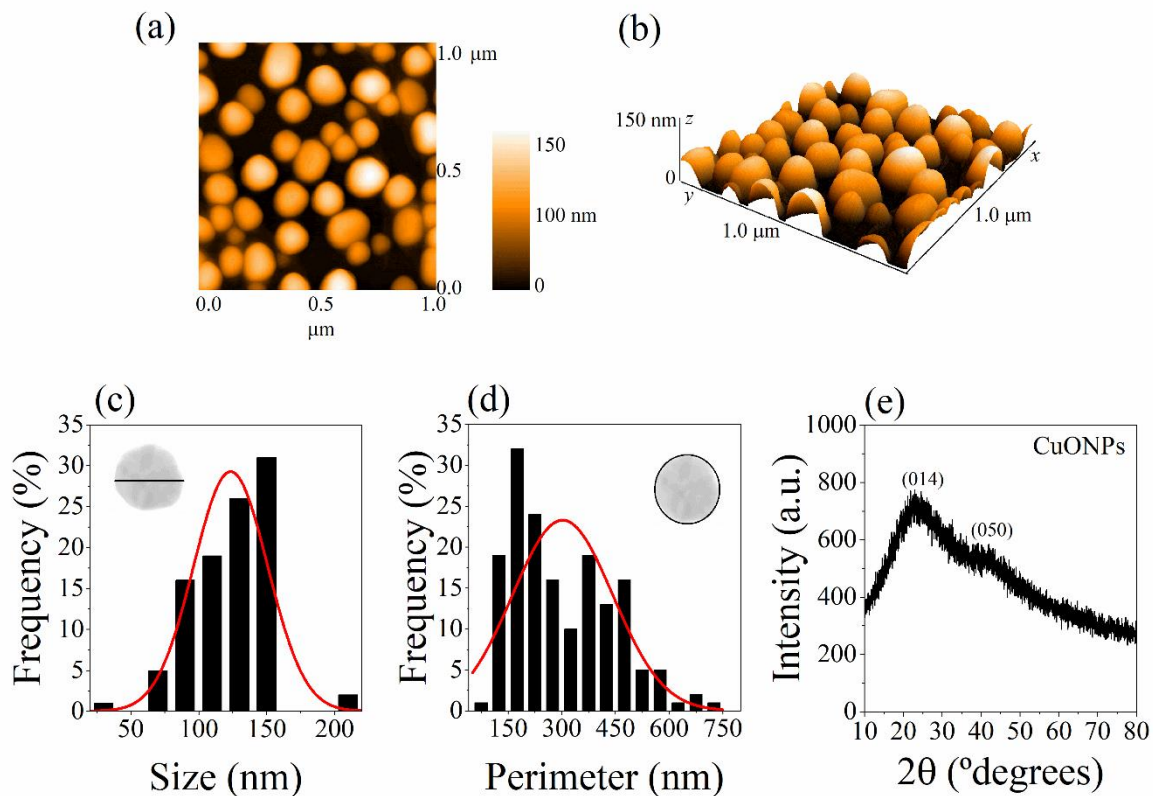 (a)
1.0 μm
0.5
0.0
0.0 0.5 1.0
μm
150
100 nm
0
(b)
150 nm
z
0
y
1.0 μm
1.0 μm
x
(c)
Frequency (%)
35
30
25
20
15
10
5
0
50 100 150 200
Size (nm)
(d)
Frequency (%)
35
30
25
20
15
10
5
0
150 300 450 600 750
Perimeter (nm)
(e)
Intensity (a.u.)
1000
800
600
400
200
0
CuONPs
(014)
(050)
10 20 30 40 50 60 70 80
2θ (ºdegrees)